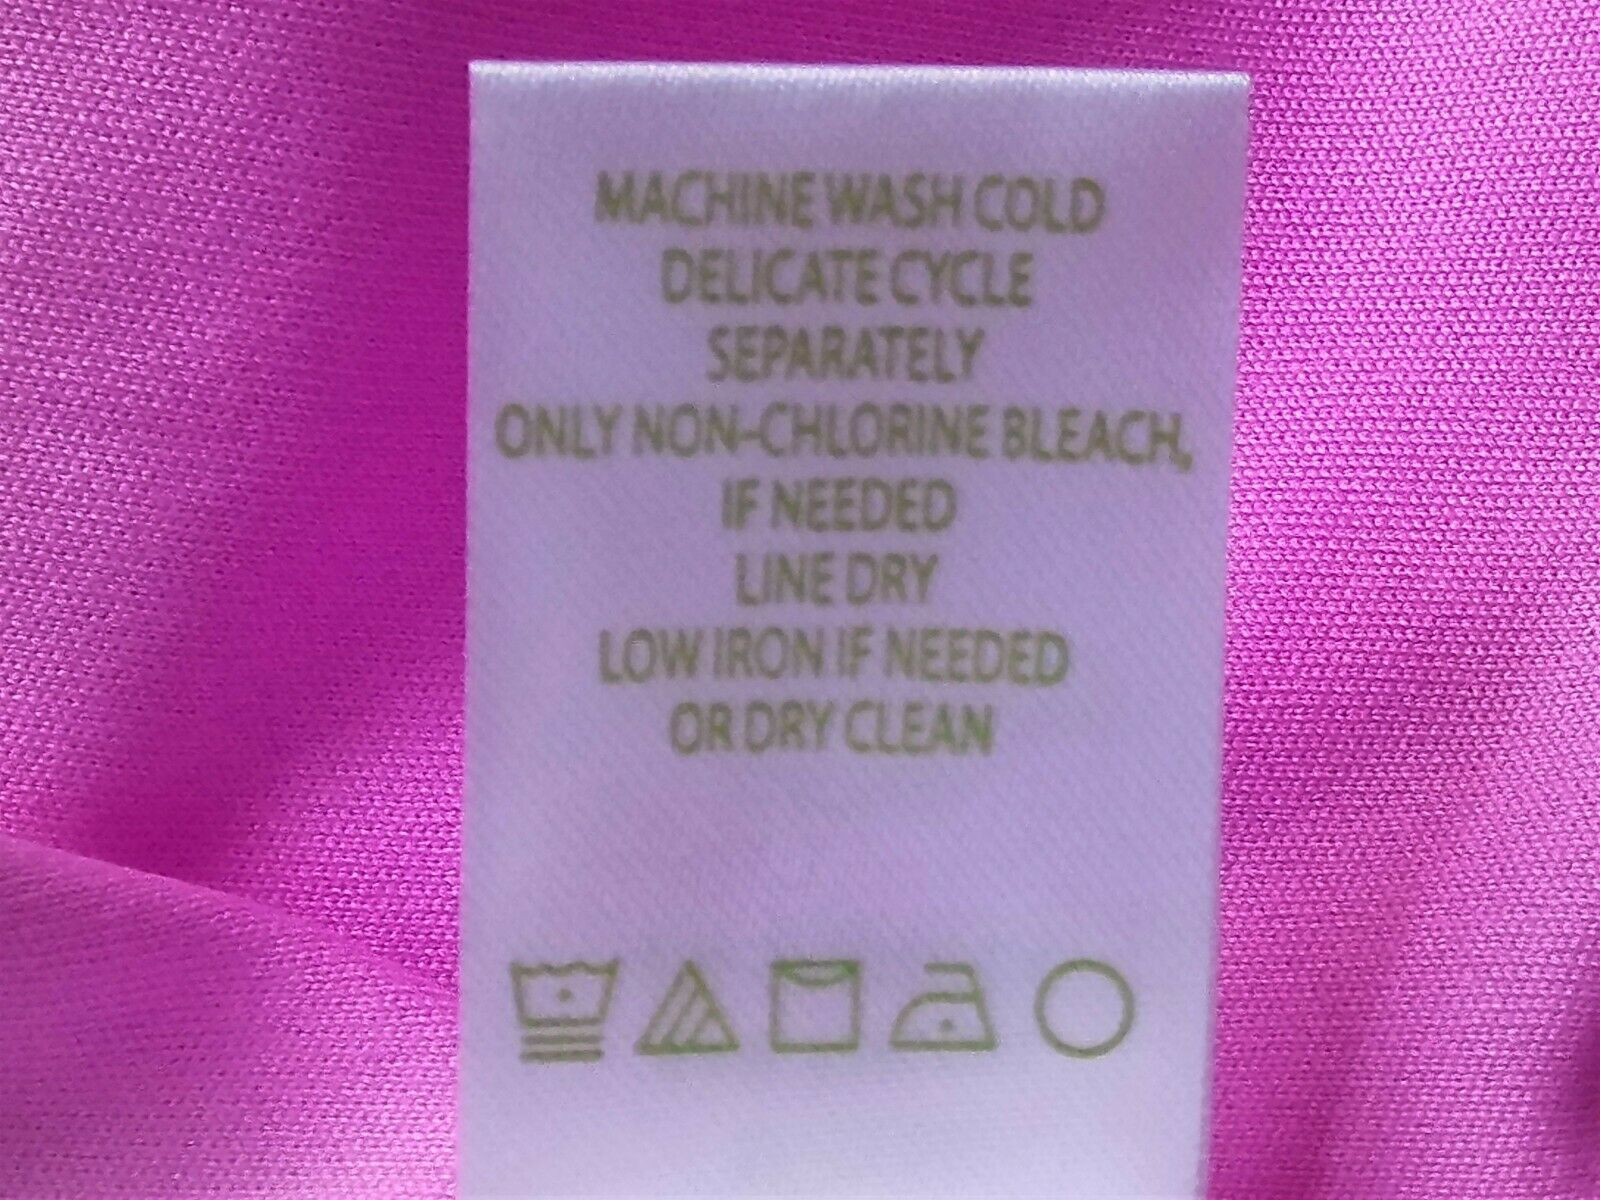 MACHINE WASH COLD
DELICATE CYCLE
SEPARATELY
ONLY NON-CHLORINE BLEACH,
IF NEEDED
LINE DRY
LOW IRON IF NEEDED
OR DRY CLEAN